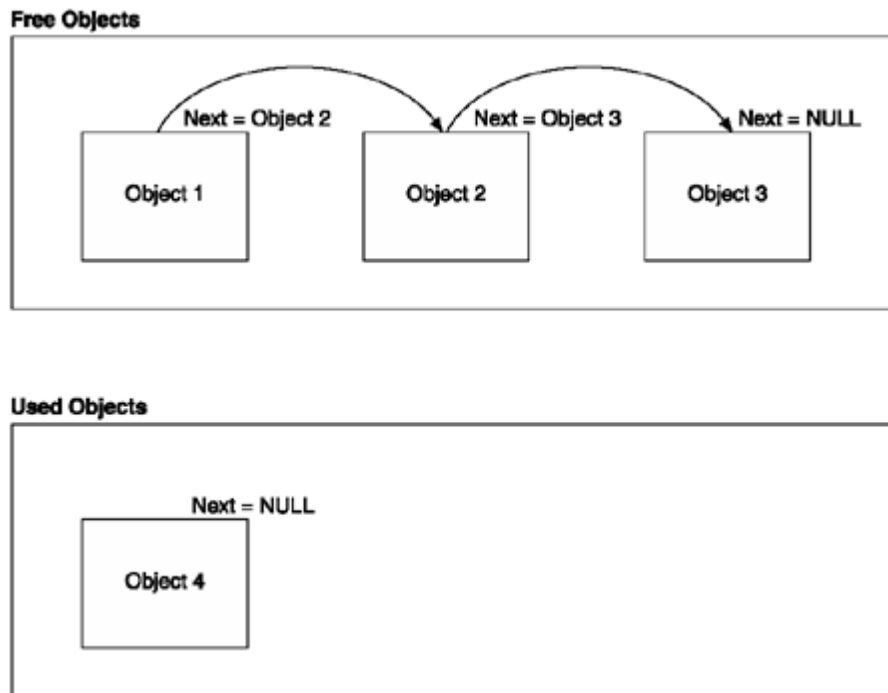 Free Objects
Next = Object 2
Next = Object 3
Next = NULL
Object 1
Object 2
Object 3
Used Objects
Next = NULL
Object 4